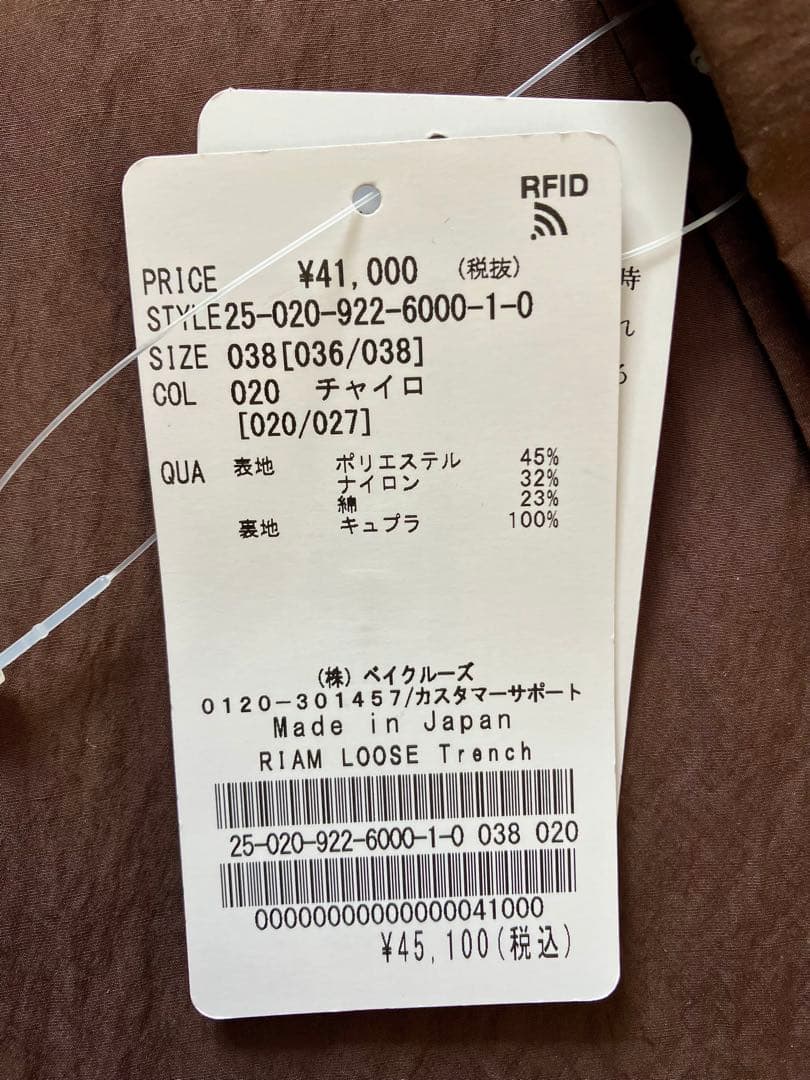 RFID
PRICE ¥41,000 (税抜)
STYLE25-020-922-6000-1-0
SIZE 038[036/038]
COL 020 チャイロ
[020/027]
QUA 表地 ポリエステル 45%
ナイロン 32%
綿 23%
裏地 キュプラ 100%
(株)ベイクルーズ
0120-301457/カスタマーサポート
Made in Japan
RIAM LOOSE Trench
25-020-922-6000-1-0 038 020
00000000000000041000
¥45,100(税込)
時
れ